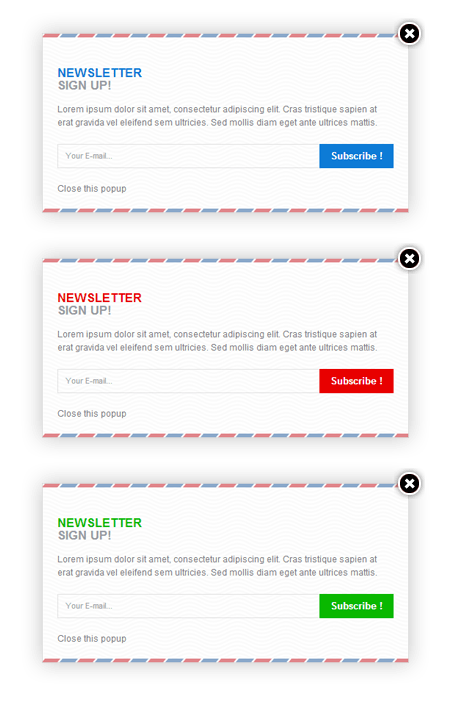 NEWSLETTER
SIGN UP!
Lorem ipsum dolor sit amet, consectetur adipiscing elit. Cras tristique sapien at
erat gravida vel eleifend sem ultricies. Sed mollis diam eget ante ultrices mattis.
Your E-mail...
Subscribe !
Close this popup
NEWSLETTER
SIGN UP!
Lorem ipsum dolor sit amet, consectetur adipiscing elit. Cras tristique sapien at
erat gravida vel eleifend sem ultricies. Sed mollis diam eget ante ultrices mattis.
Your E-mail...
Subscribe !
Close this popup
NEWSLETTER
SIGN UP!
Lorem ipsum dolor sit amet, consectetur adipiscing elit. Cras tristique sapien at
erat gravida vel eleifend sem ultricies. Sed mollis diam eget ante ultrices mattis.
Your E-mail...
Subscribe !
Close this popup